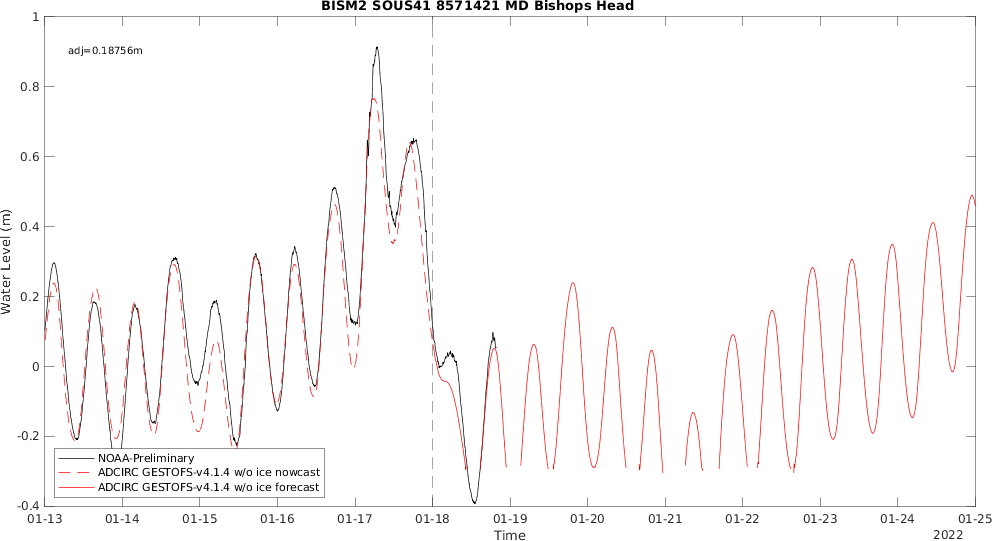 BISM2 SOUS41 8571421 MD Bishops Head
adj=0.18756m
Water Level (m)
1
0.8
0.6
0.4
0.2
0
-0.2
-0.4
NOAA-Preliminary
ADCIRC GESTOFS-v4.1.4 w/o ice nowcast
ADCIRC GESTOFS-v4.1.4 w/o ice forecast
01-13 01-14 01-15 01-16 01-17 01-18 01-19 01-20 01-21 01-22 01-23 01-24 01-25
Time
2022